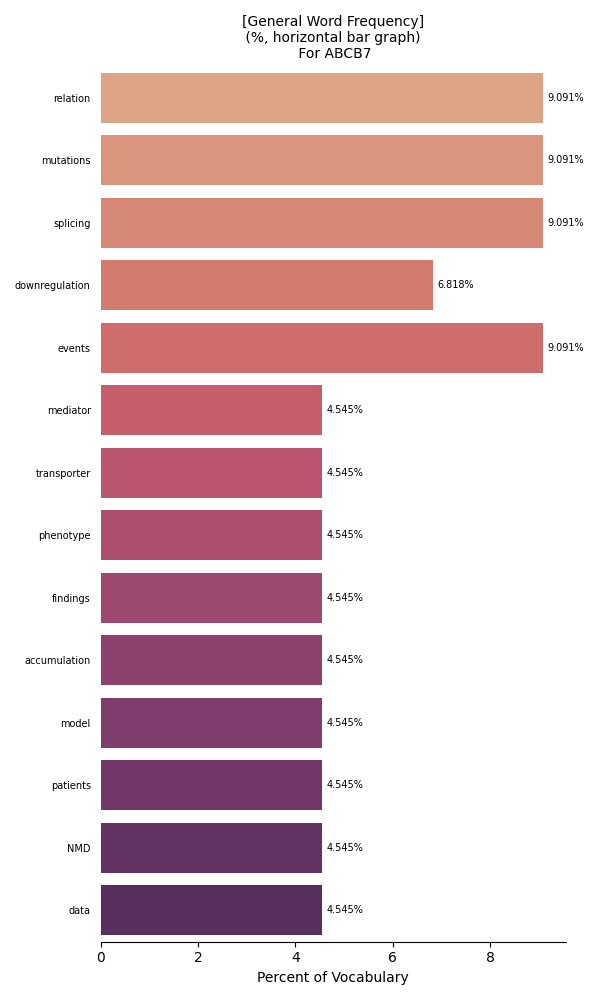 [General Word Frequency]
(%, horizontal bar graph)
For ABCB7
relation 9.091%
mutations 9.091%
splicing 9.091%
downregulation 6.818%
events 9.091%
mediator 4.545%
transporter 4.545%
phenotype 4.545%
findings 4.545%
accumulation 4.545%
model 4.545%
patients 4.545%
NMD 4.545%
data 4.545%
0 2 4 6 8
Percent of Vocabulary